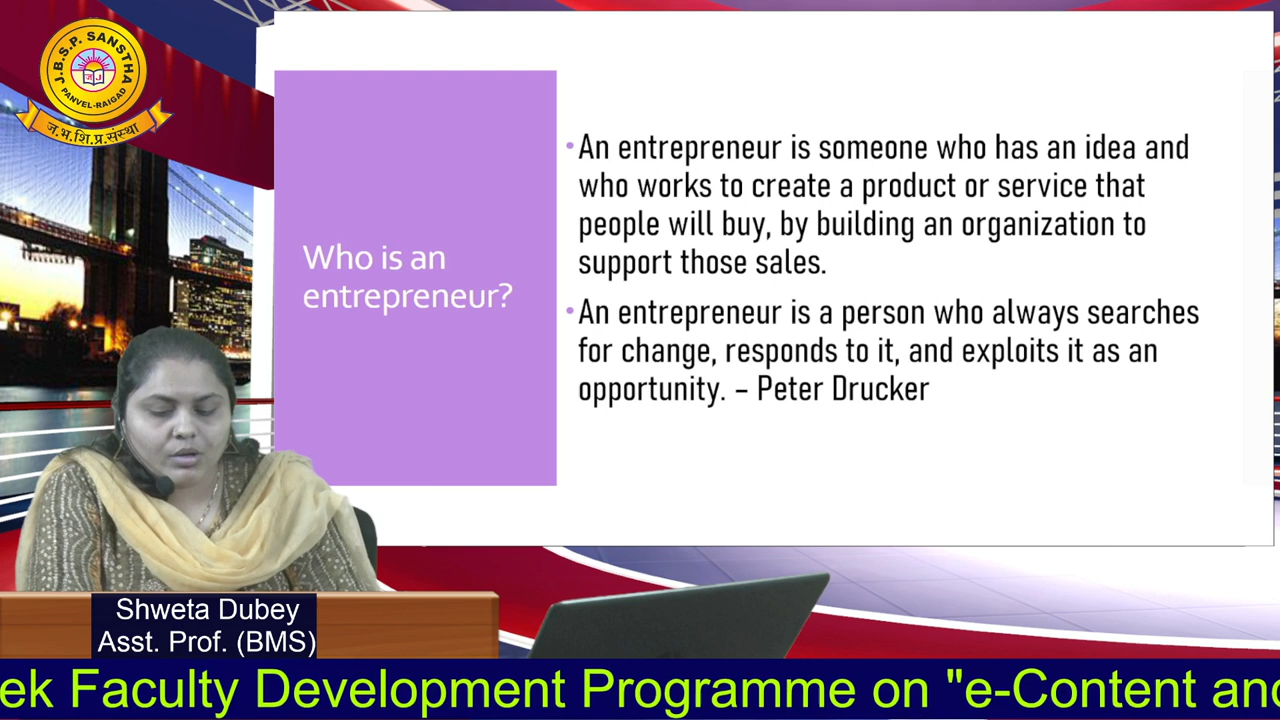 J.B.S.P. SANSTHA
PANVEL-RAIGAD
ज.भ.शि.प्र.संस्था
Who is an
entrepreneur?
•An entrepreneur is someone who has an idea and
who works to create a product or service that
people will buy, by building an organization to
support those sales.
•An entrepreneur is a person who always searches
for change, responds to it, and exploits it as an
opportunity. – Peter Drucker
Shweta Dubey
Asst. Prof. (BMS)
ek Faculty Development Programme on "e-Content and